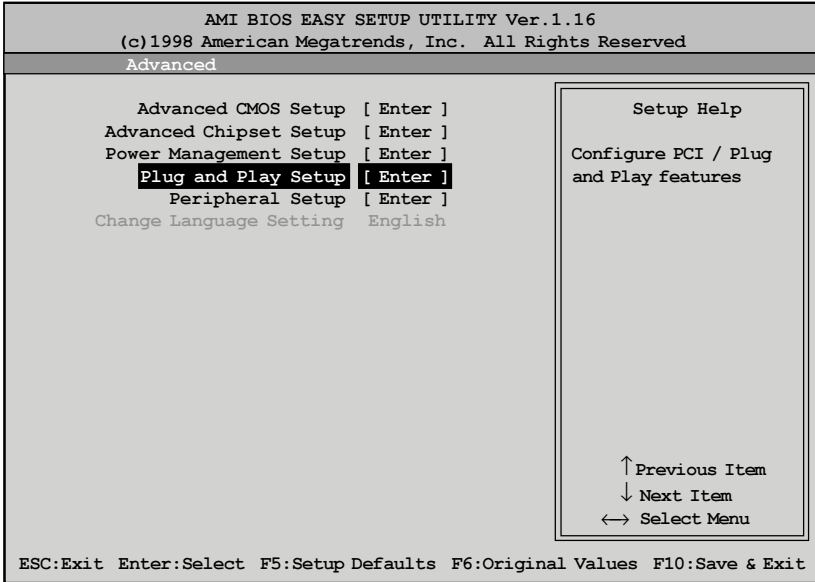 AMI BIOS EASY SETUP UTILITY Ver.1.16
(c)1998 American Megatrends, Inc. All Rights Reserved
Advanced
Advanced CMOS Setup [ Enter ]
Advanced Chipset Setup [ Enter ]
Power Management Setup [ Enter ]
Plug and Play Setup [ Enter ]
Peripheral Setup [ Enter ]
Change Language Setting English
Setup Help
Configure PCI / Plug
and Play features
↑ Previous Item
↓ Next Item
↔ Select Menu
ESC:Exit Enter:Select F5:Setup Defaults F6:Original Values F10:Save & Exit